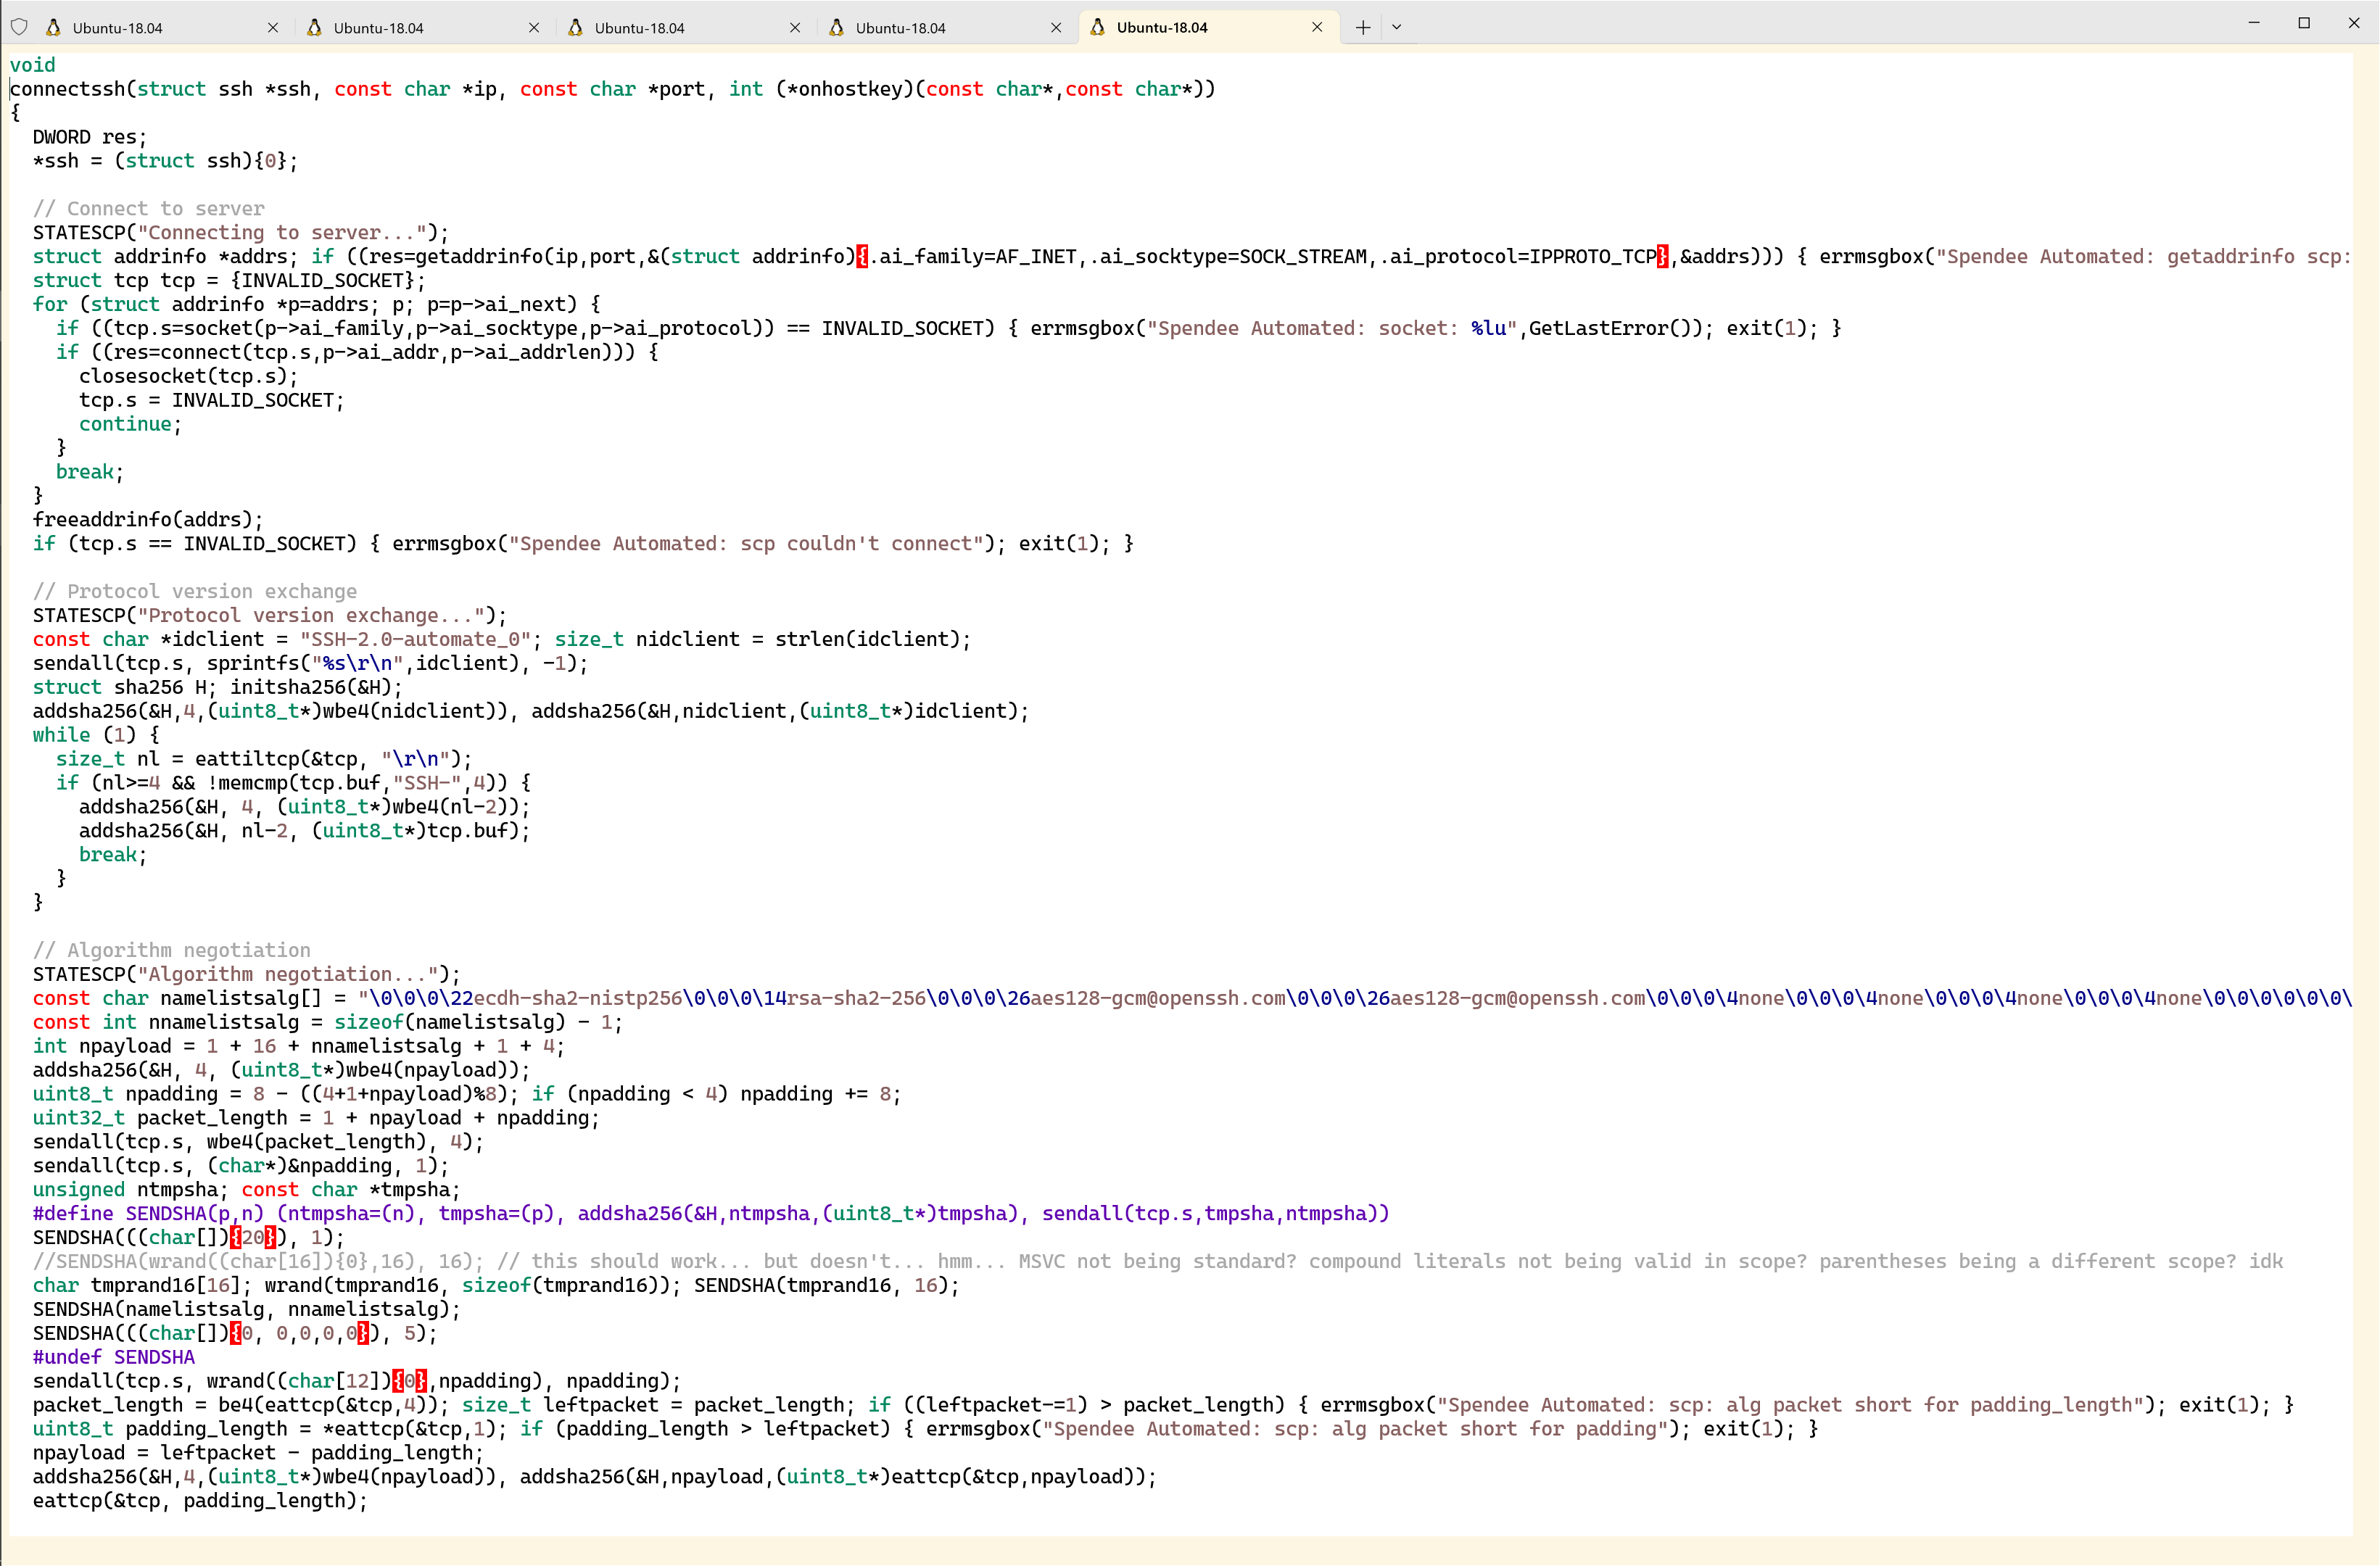 Ubuntu-18.04 Ubuntu-18.04 Ubuntu-18.04 Ubuntu-18.04 Ubuntu-18.04
void
connectssh(struct ssh *ssh, const char *ip, const char *port, int (*onhostkey)(const char*,const char*))
{
  DWORD res;
  *ssh = (struct ssh){0};

  // Connect to server
  STATESCP("Connecting to server...");
  struct addrinfo *addrs; if ((res=getaddrinfo(ip,port,&(struct addrinfo){.ai_family=AF_INET,.ai_socktype=SOCK_STREAM,.ai_protocol=IPPROTO_TCP},&addrs))) { errmsgbox("Spendee Automated: getaddrinfo scp:
  struct tcp tcp = {INVALID_SOCKET};
  for (struct addrinfo *p=addrs; p; p=p->ai_next) {
    if ((tcp.s=socket(p->ai_family,p->ai_socktype,p->ai_protocol)) == INVALID_SOCKET) { errmsgbox("Spendee Automated: socket: %lu",GetLastError()); exit(1); }
    if ((res=connect(tcp.s,p->ai_addr,p->ai_addrlen))) {
      closesocket(tcp.s);
      tcp.s = INVALID_SOCKET;
      continue;
    }
    break;
  }
  freeaddrinfo(addrs);
  if (tcp.s == INVALID_SOCKET) { errmsgbox("Spendee Automated: scp couldn't connect"); exit(1); }

  // Protocol version exchange
  STATESCP("Protocol version exchange...");
  const char *idclient = "SSH-2.0-automate_0"; size_t nidclient = strlen(idclient);
  sendall(tcp.s, sprintfs("%s\r\n",idclient), -1);
  struct sha256 H; initsha256(&H);
  addsha256(&H,4,(uint8_t*)wbe4(nidclient)), addsha256(&H,nidclient,(uint8_t*)idclient);
  while (1) {
    size_t nl = eattiltcp(&tcp, "\r\n");
    if (nl>=4 && !memcmp(tcp.buf,"SSH-",4)) {
      addsha256(&H, 4, (uint8_t*)wbe4(nl-2));
      addsha256(&H, nl-2, (uint8_t*)tcp.buf);
      break;
    }
  }

  // Algorithm negotiation
  STATESCP("Algorithm negotiation...");
  const char namelistsalg[] = "\0\0\0\22ecdh-sha2-nistp256\0\0\0\14rsa-sha2-256\0\0\0\26aes128-gcm@openssh.com\0\0\0\26aes128-gcm@openssh.com\0\0\0\4none\0\0\0\4none\0\0\0\4none\0\0\0\4none\0\0\0\0\0\0\
  const int nnamelistsalg = sizeof(namelistsalg) - 1;
  int npayload = 1 + 16 + nnamelistsalg + 1 + 4;
  addsha256(&H, 4, (uint8_t*)wbe4(npayload));
  uint8_t npadding = 8 - ((4+1+npayload)%8); if (npadding < 4) npadding += 8;
  uint32_t packet_length = 1 + npayload + npadding;
  sendall(tcp.s, wbe4(packet_length), 4);
  sendall(tcp.s, (char*)&npadding, 1);
  unsigned ntmpsha; const char *tmpsha;
  #define SENDSHA(p,n) (ntmpsha=(n), tmpsha=(p), addsha256(&H,ntmpsha,(uint8_t*)tmpsha), sendall(tcp.s,tmpsha,ntmpsha))
  SENDSHA(((char[]){20}), 1);
  //SENDSHA(wrand((char[16]){0},16), 16); // this should work... but doesn't... hmm... MSVC not being standard? compound literals not being valid in scope? parentheses being a different scope? idk
  char tmprand16[16]; wrand(tmprand16, sizeof(tmprand16)); SENDSHA(tmprand16, 16);
  SENDSHA(namelistsalg, nnamelistsalg);
  SENDSHA(((char[]){0, 0,0,0,0}), 5);
  #undef SENDSHA
  sendall(tcp.s, wrand((char[12]){0},npadding), npadding);
  packet_length = be4(eattcp(&tcp,4)); size_t leftpacket = packet_length; if ((leftpacket-=1) > packet_length) { errmsgbox("Spendee Automated: scp: alg packet short for padding_length"); exit(1); }
  uint8_t padding_length = *eattcp(&tcp,1); if (padding_length > leftpacket) { errmsgbox("Spendee Automated: scp: alg packet short for padding"); exit(1); }
  npayload = leftpacket - padding_length;
  addsha256(&H,4,(uint8_t*)wbe4(npayload)), addsha256(&H,npayload,(uint8_t*)eattcp(&tcp,npayload));
  eattcp(&tcp, padding_length);